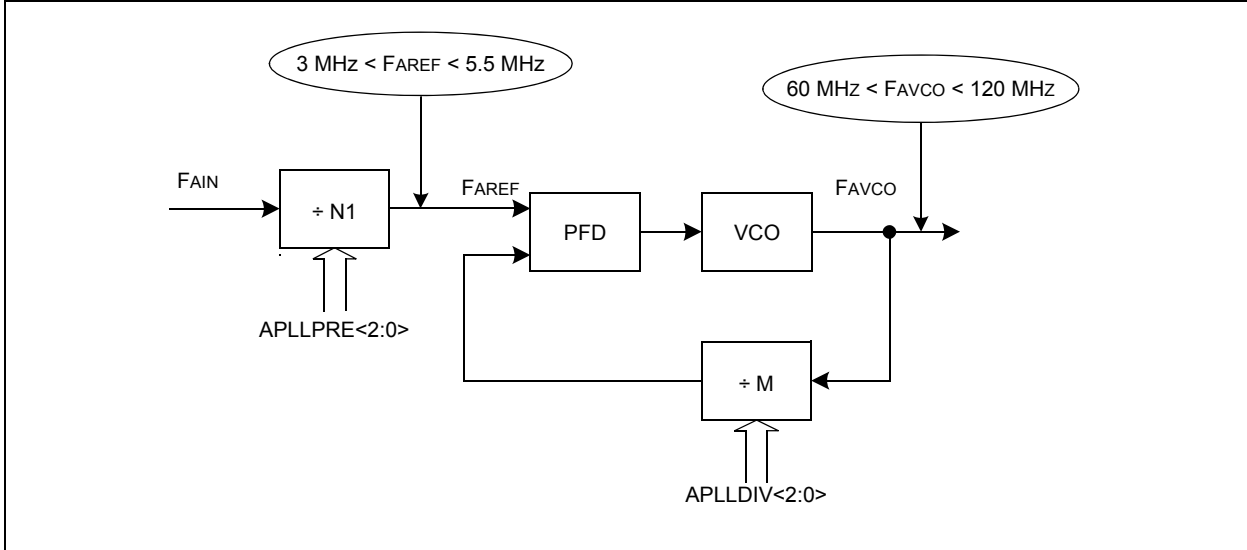 3 MHz < FAREF < 5.5 MHz
60 MHZ < FAVCO < 120 MHZ
FAIN
÷ N1
FAREF
PFD
VCO
FAVCO
APLLPRE<2:0>
÷ M
APLLDIV<2:0>